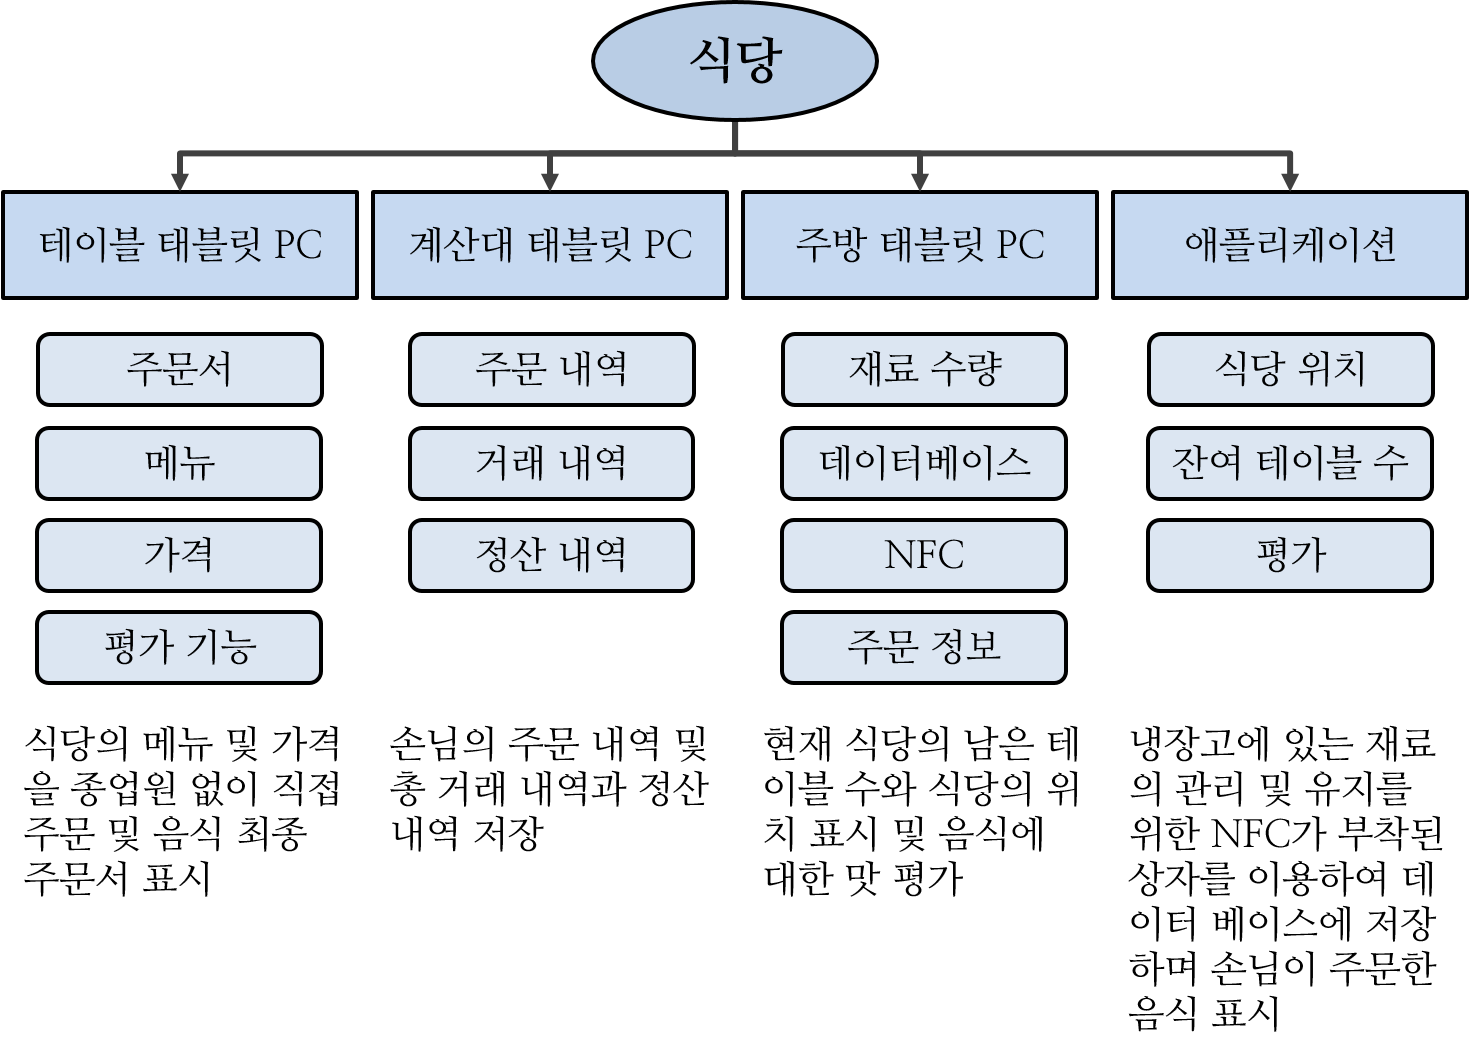 식당
테이블 태블릿 PC
계산대 태블릿 PC
주방 태블릿 PC
애플리케이션
주문서
메뉴
가격
평가 기능
식당의 메뉴 및 가격
을 종업원 없이 직접
주문 및 음식 최종
주문서 표시
주문 내역
거래 내역
정산 내역
손님의 주문 내역 및
총 거래 내역과 정산
내역 저장
재료 수량
데이터베이스
NFC
주문 정보
현재 식당의 남은 테
이블 수와 식당의 위
치 표시 및 음식에
대한 맛 평가
식당 위치
잔여 테이블 수
평가
냉장고에 있는 재료
의 관리 및 유지를
위한 NFC가 부착된
상자를 이용하여 데
이터 베이스에 저장
하며 손님이 주문한
음식 표시